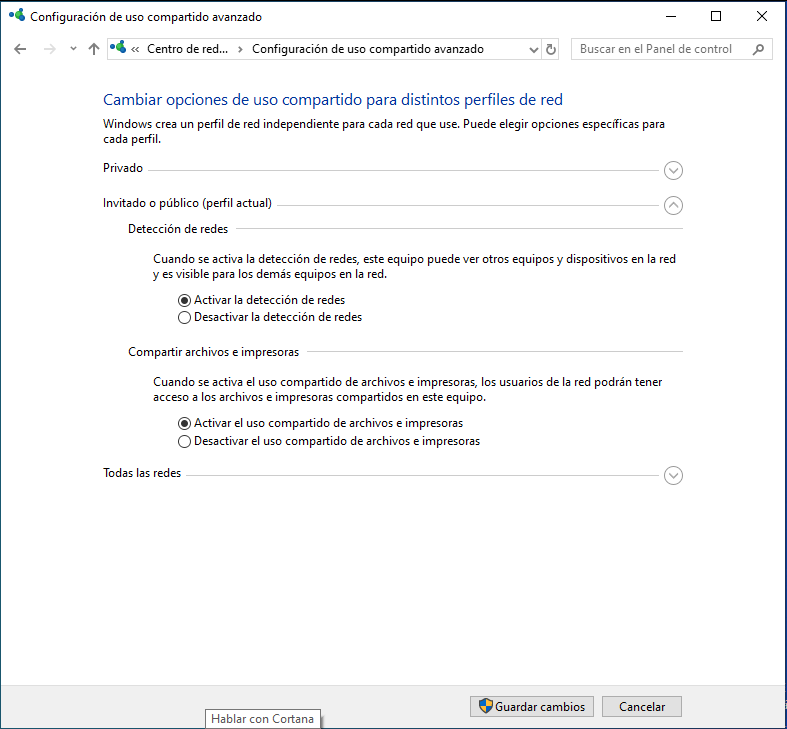 Configuración de uso compartido avanzado
« Centro de red... > Configuración de uso compartido avanzado
Buscar en el Panel de control
Cambiar opciones de uso compartido para distintos perfiles de red
Windows crea un perfil de red independiente para cada red que use. Puede elegir opciones específicas para
cada perfil.
Privado
Invitado o público (perfil actual)
Detección de redes
Cuando se activa la detección de redes, este equipo puede ver otros equipos y dispositivos en la red
y es visible para los demás equipos en la red.
Activar la detección de redes
Desactivar la detección de redes
Compartir archivos e impresoras
Cuando se activa el uso compartido de archivos e impresoras, los usuarios de la red podrán tener
acceso a los archivos e impresoras compartidos en este equipo.
Activar el uso compartido de archivos e impresoras
Desactivar el uso compartido de archivos e impresoras
Todas las redes
Guardar cambios
Cancelar
Hablar con Cortana